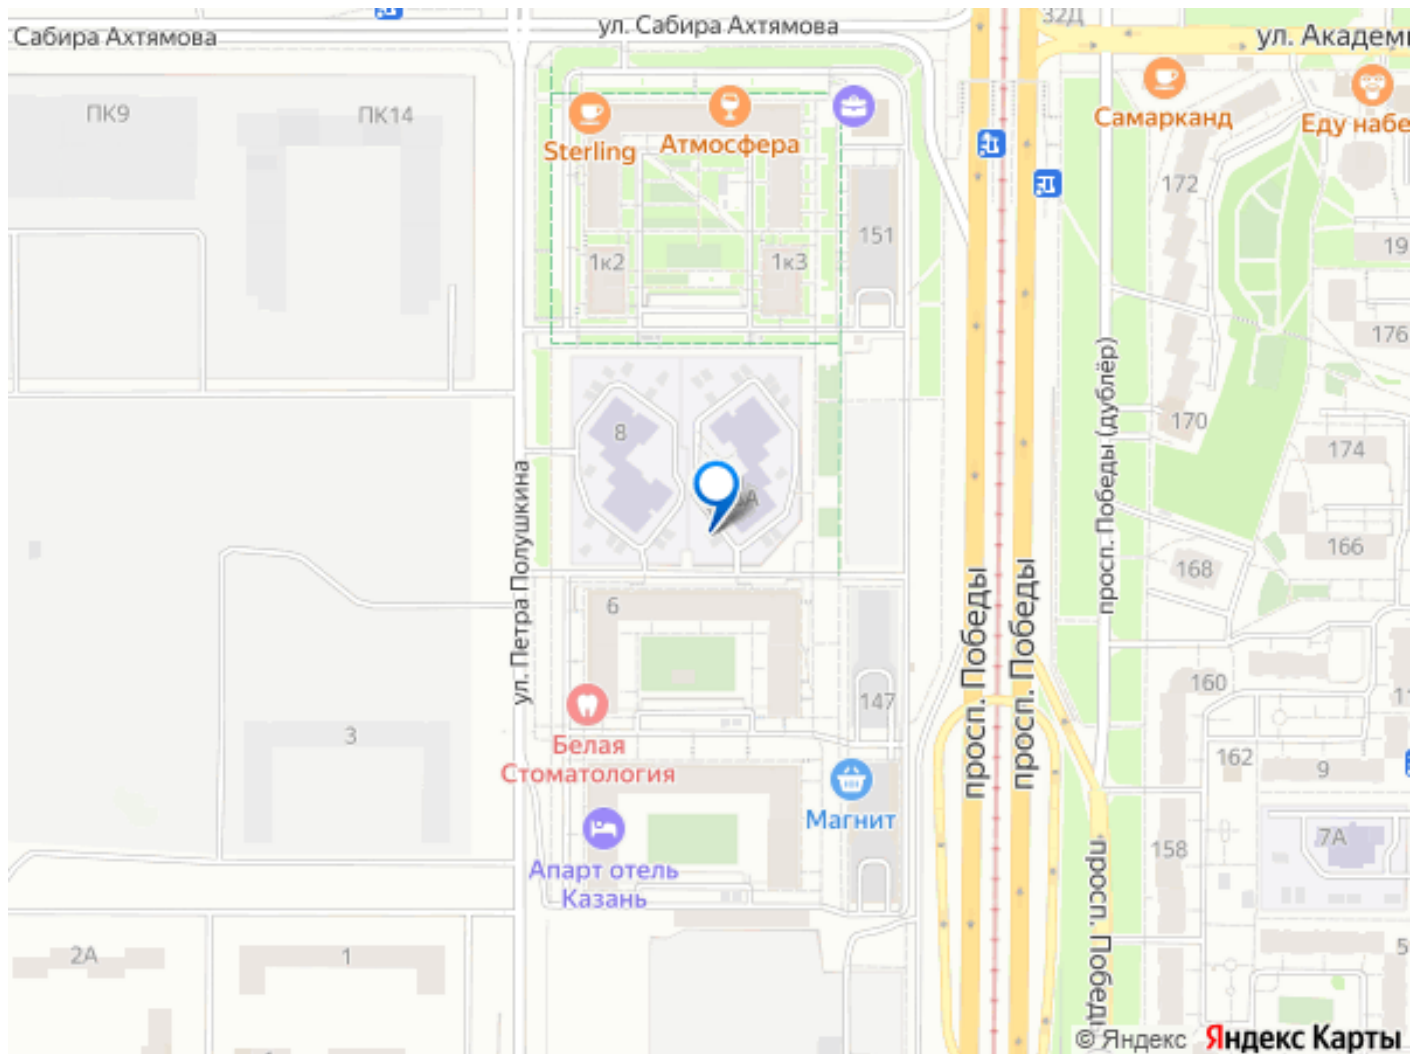 Сабира Ахтямова
ул. Сабира Ахтямова
32Д
ул. Академи
ПК9
ПК14
Sterling
Атмосфера
Самарканд
Еду набе
172
151
19
1к2
1к3
176
просп. Победы (дублёр)
8
170
174
ул. Петра Полушкина
166
168
6
просп. Победы
просп. Победы
160
11
147
3
Белая
Стоматология
162
9
Магнит
7А
158
Апарт отель
Казань
просп. Победы
2А
1
5
© Яндекс
Яндекс Карты